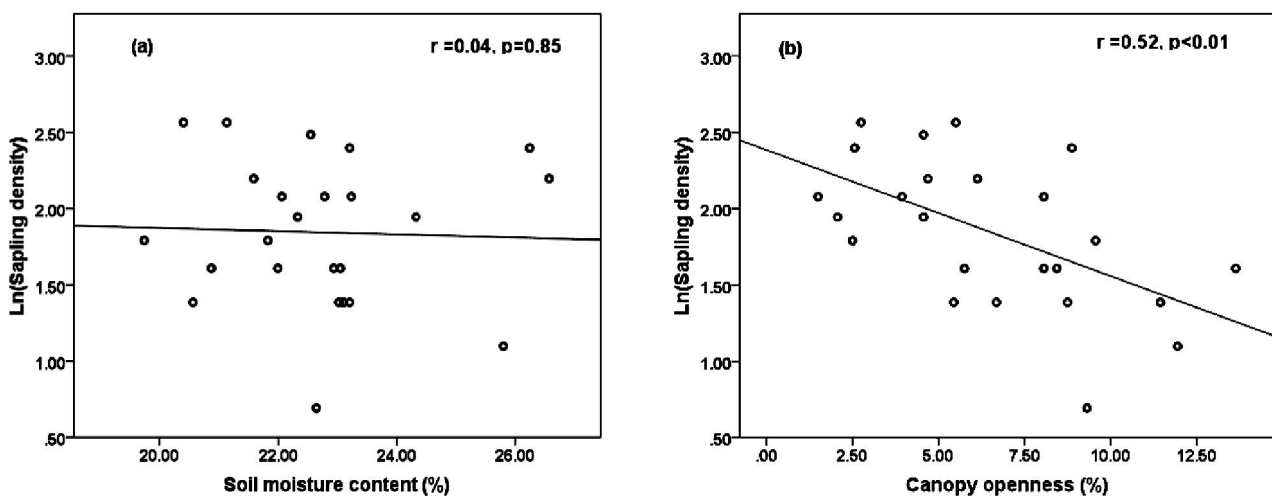 (a)
r =0.04, p=0.85
3.00
2.50
2.00
1.50
1.00
.50
Ln(Sapling density)
20.00 22.00 24.00 26.00
Soil moisture content (%)
(b)
r =0.52, p<0.01
3.00
2.50
2.00
1.50
1.00
.50
Ln(Sapling density)
.00 2.50 5.00 7.50 10.00 12.50
Canopy openness (%)